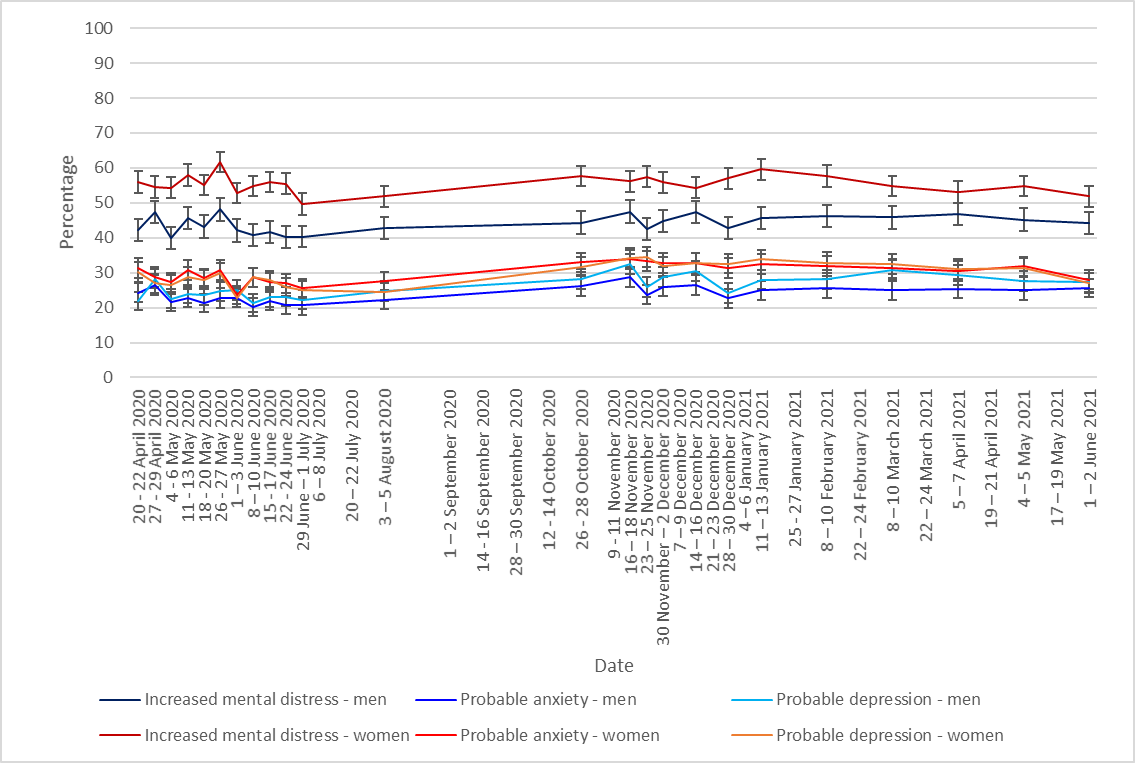 100
90
80
70
60
50
40
30
20
10
0
Percentage
20 - 22 April 2020
27 - 29 April 2020
4 - 6 May 2020
11 - 13 May 2020
18 - 20 May 2020
26 - 27 May 2020
1 – 3 June 2020
8 – 10 June 2020
15 - 17 June 2020
22 - 24 June 2020
29 June – 1 July 2020
6 – 8 July 2020
20 – 22 July 2020
3 – 5 August 2020
1 – 2 September 2020
14 - 16 September 2020
28 – 30 September 2020
12 - 14 October 2020
26 - 28 October 2020
9 - 11 November 2020
16 – 18 November 2020
23 – 25 November 2020
30 November – 2 December 2020
7 – 9 December 2020
14 – 16 December 2020
21 – 23 December 2020
28 – 30 December 2020
4 – 6 January 2021
11 – 13 January 2021
25 - 27 January 2021
8 – 10 February 2021
22 – 24 February 2021
8 – 10 March 2021
22 – 24 March 2021
5 – 7 April 2021
19 – 21 April 2021
4 – 5 May 2021
17 – 19 May 2021
1 – 2 June 2021
Date
Increased mental distress - men
Probable anxiety - men
Probable depression - men
Increased mental distress - women
Probable anxiety - women
Probable depression - women